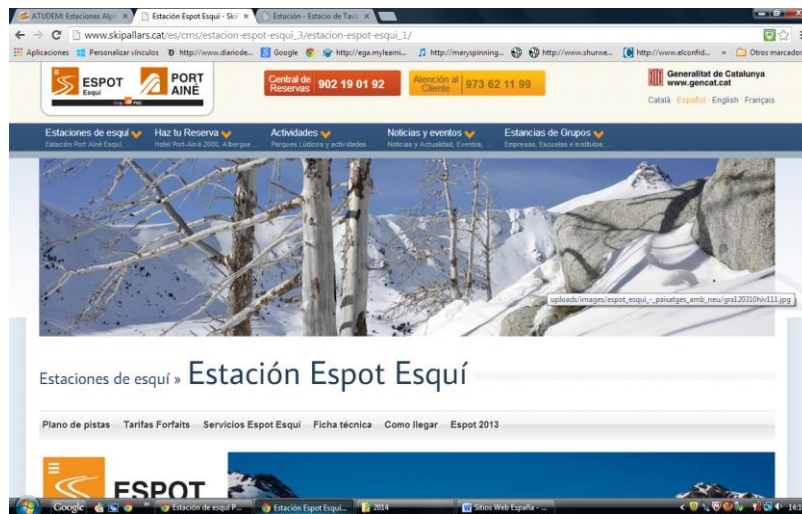 ATUDEM: Estaciones Alpi
Estación Espot Esquí - Ski
Estación - Estacio de Tava
www.skipallars.cat/es/cms/estacion-espot-esqui_3/estacion-espot-esqui_1/
Aplicaciones Personalizar vínculos http://www.diariode... Google http://ega.mylearni... http://maryspinning... http://www.shurwe... http://www.elconfid... » Otros marcador
ESPOT Esquí PORT AINÉ
Grup FGC
Central de Reservas 902 19 01 92
Atención al Cliente 973 62 11 99
Generalitat de Catalunya
www.gencat.cat
Català Español English Français
Estaciones de esquí Haz tu Reserva Actividades Noticias y eventos Estancias de Grupos
Estación Port Ainé Esquí, ... Hotel Port-Ainé 2000, Albergue ... Parques Lúdicos y actividades ... Noticias y Actualidad, Eventos, ... Empresas, Escuelas e Institutos, ...
uploads/images/espot_esqui_-_paisatges_amb_neu/gra120310hiv111.jpg
Estaciones de esquí » Estación Espot Esquí
Plano de pistas Tarifas Forfaits Servicios Espot Esquí Ficha técnica Como llegar Espot 2013
ESPOT
Google » Estación de esquí P... Estación Espot Esquí... 2014 Sitios Web España - ...